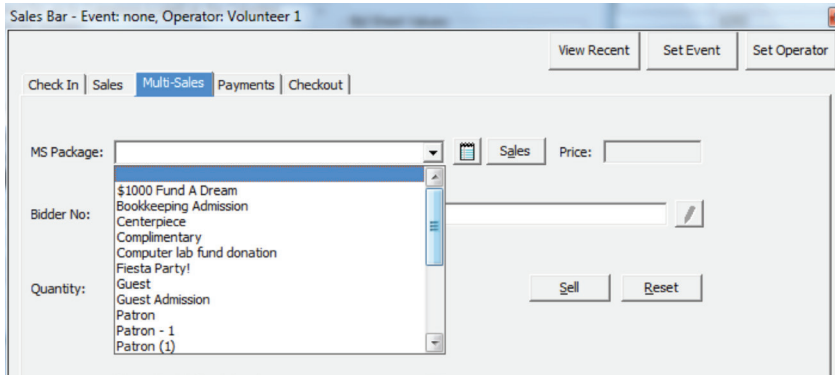 Sales Bar - Event: none, Operator: Volunteer 1
View Recent Set Event Set Operator
Check In Sales Multi-Sales Payments Checkout
MS Package: Sales Price:
$1000 Fund A Dream
Bookkeeping Admission
Centerpiece
Complimentary
Computer lab fund donation
Fiesta Party!
Guest
Guest Admission
Patron
Patron - 1
Patron (1)
Bidder No:
Quantity: Sell Reset